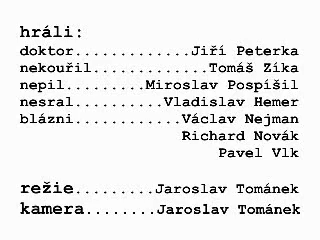 hráli:
doktor.............Jiří Peterka
nekouřil.............Tomáš Zíka
nepil.........Miroslav Pospíšil
nesral..........Vladislav Hemer
blázni............Václav Nejman
Richard Novák
Pavel Vlk
režie.........Jaroslav Tománek
kamera........Jaroslav Tománek